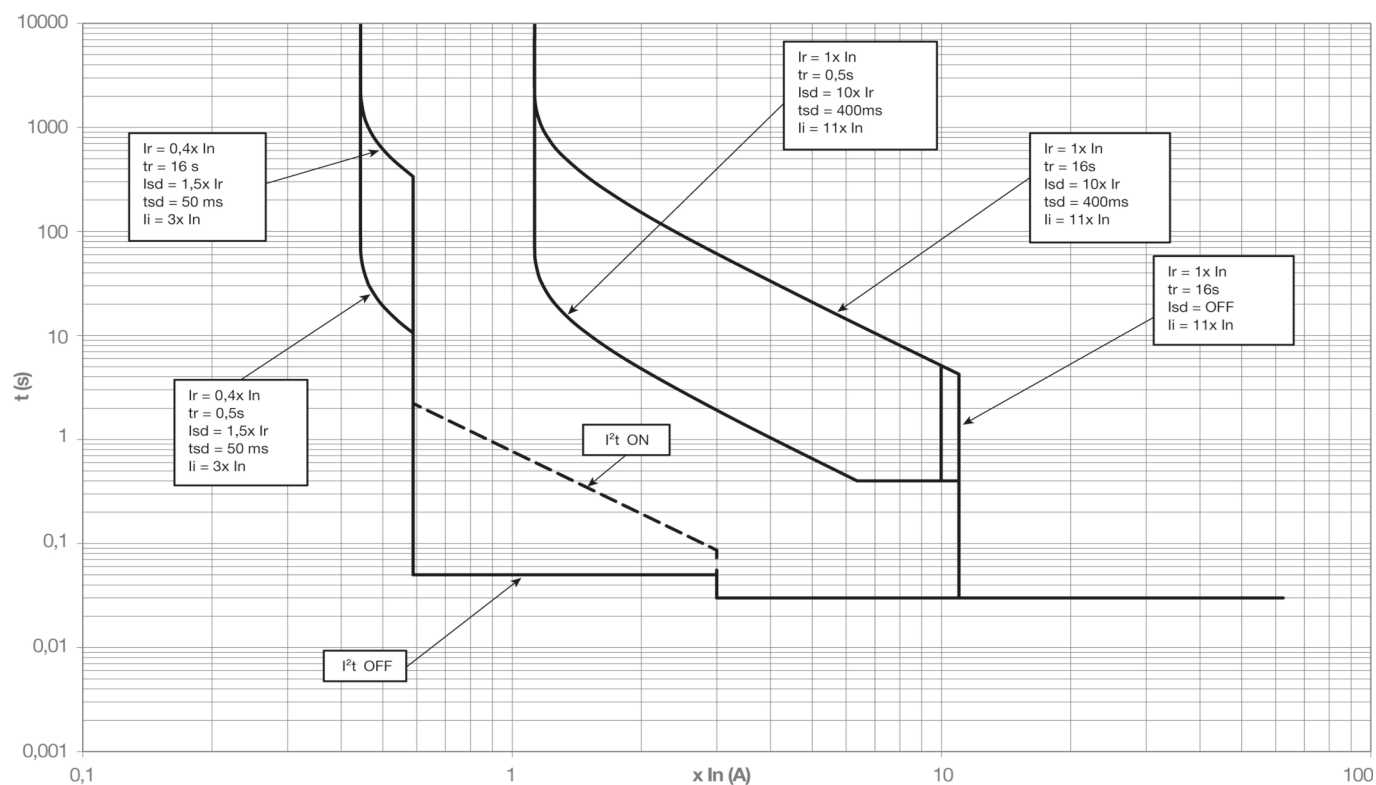 10000
1000
100
10
1
0,1
0,01
0,001
t (s)
0,1
1
10
100
x In (A)
Ir = 0,4x In
tr = 16 s
Isd = 1,5x Ir
tsd = 50 ms
Ii = 3x In
Ir = 0,4x In
tr = 0,5s
Isd = 1,5x Ir
tsd = 50 ms
Ii = 3x In
Ir = 1x In
tr = 0,5s
Isd = 10x Ir
tsd = 400ms
Ii = 11x In
Ir = 1x In
tr = 16s
Isd = 10x Ir
tsd = 400ms
Ii = 11x In
Ir = 1x In
tr = 16s
Isd = OFF
Ii = 11x In
I²t ON
I²t OFF